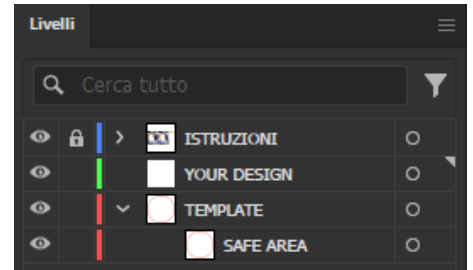 Livelli
Cerca tutto
ISTRUZIONI
YOUR DESIGN
TEMPLATE
SAFE AREA